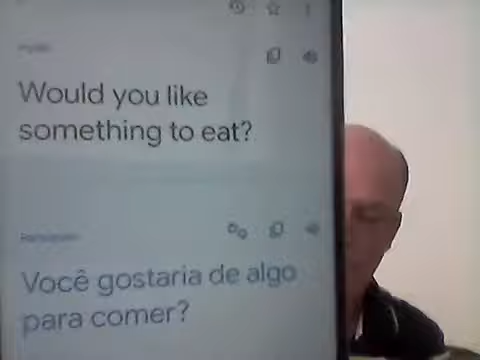 Would you like
something to eat?
Você gostaria de algo
para comer?